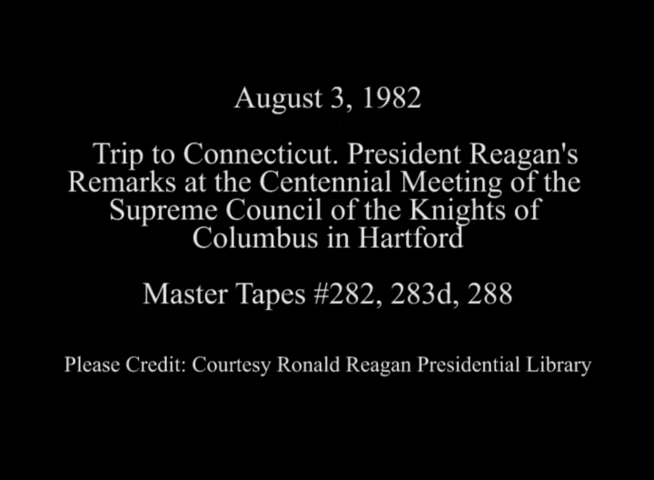 August 3, 1982
Trip to Connecticut. President Reagan's
Remarks at the Centennial Meeting of the
Supreme Council of the Knights of
Columbus in Hartford
Master Tapes #282, 283d, 288
Please Credit: Courtesy Ronald Reagan Presidential Library